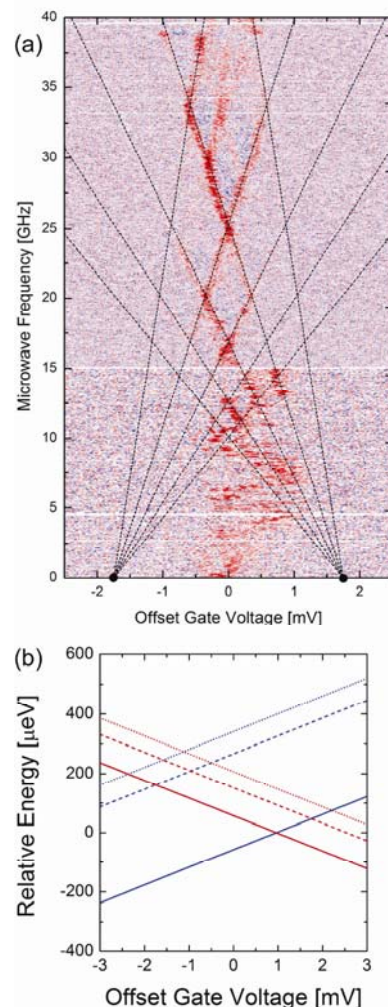 (a)
40
35
30
25
20
15
10
5
0
Microwave Frequency [GHz]
-2 -1 0 1 2
Offset Gate Voltage [mV]
(b)
600
400
200
0
-200
-400
Relative Energy [µeV]
-3 -2 -1 0 1 2 3
Offset Gate Voltage [mV]